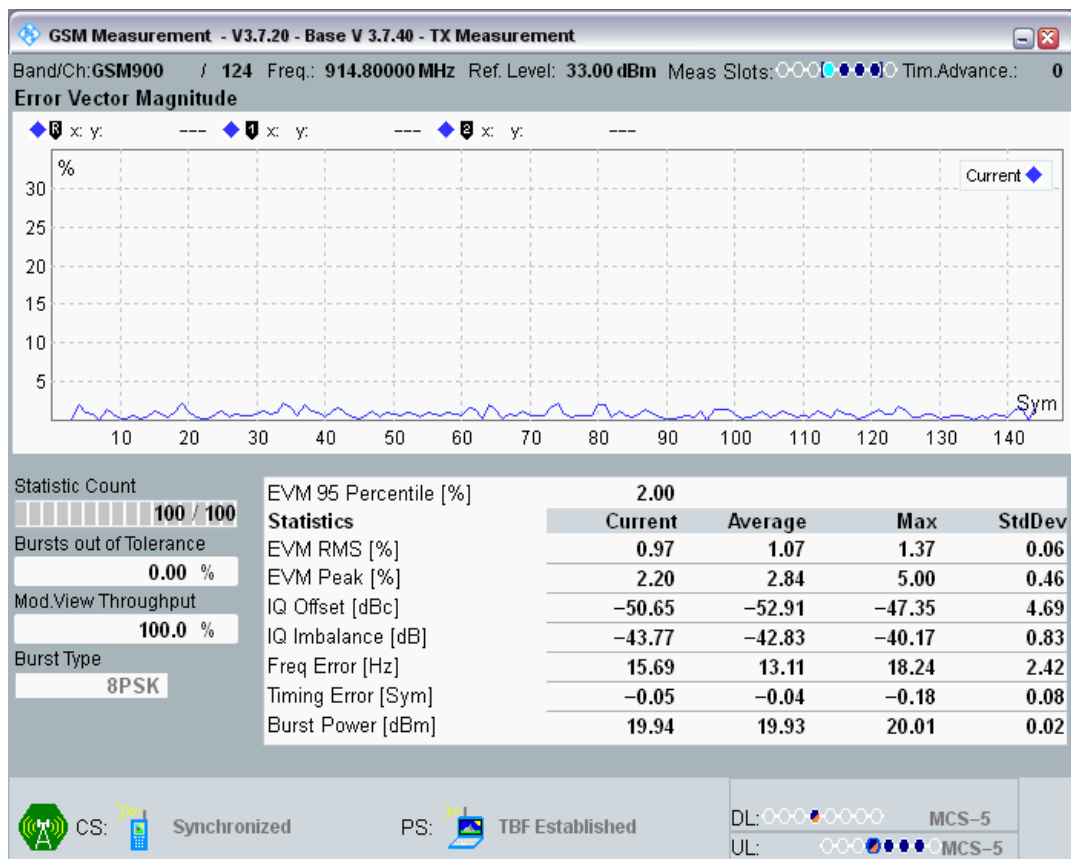 GSM Measurement - V3.7.20 - Base V 3.7.40 - TX Measurement
Band/Ch:GSM900 / 124 Freq.: 914.80000 MHz Ref. Level: 33.00 dBm Meas Slots: Tim.Advance.: 0
Error Vector Magnitude
R x: y: --- 1 x: y: --- 2 x: y: ---
%
Current
30
25
20
15
10
5
Sym
10 20 30 40 50 60 70 80 90 100 110 120 130 140
Statistic Count
100 / 100
Bursts out of Tolerance
0.00 %
Mod.View Throughput
100.0 %
Burst Type
8PSK
EVM 95 Percentile [%] 2.00
Statistics Current Average Max StdDev
EVM RMS [%] 0.97 1.07 1.37 0.06
EVM Peak [%] 2.20 2.84 5.00 0.46
IQ Offset [dBc] −50.65 −52.91 −47.35 4.69
IQ Imbalance [dB] −43.77 −42.83 −40.17 0.83
Freq Error [Hz] 15.69 13.11 18.24 2.42
Timing Error [Sym] −0.05 −0.04 −0.18 0.08
Burst Power [dBm] 19.94 19.93 20.01 0.02
CS: Synchronized PS: TBF Established
DL: MCS−5
UL: MCS−5